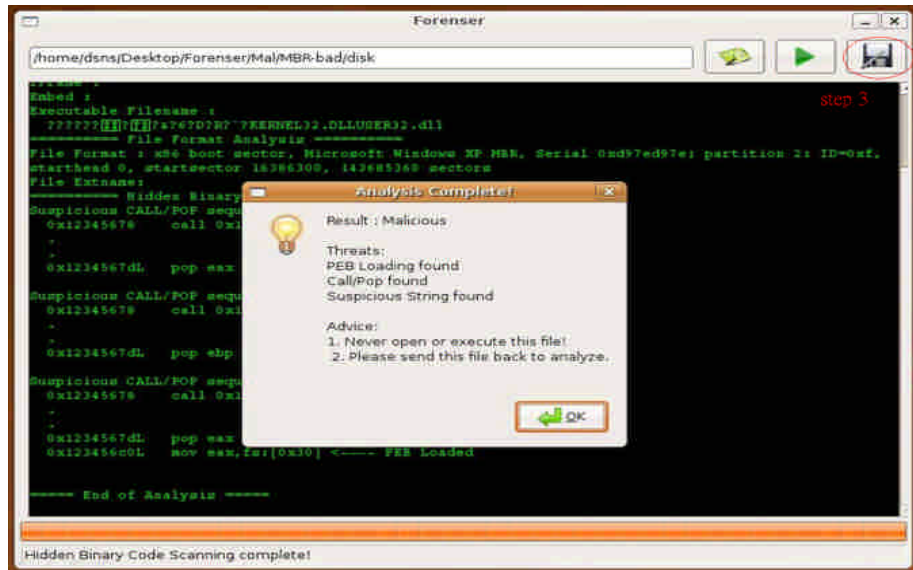 Forenser
/home/dsns/Desktop/Forenser/Mal/MBR-bad/disk
step 3
Embed :
Executable Filename :
?KERNEL32.DLLUSER32.dll
========== File Format Analysis ==========
File Format : x86 boot sector, Microsoft Windows XP MBR, Serial 0xd97ed97e; partition 2: ID=0xf,
starthead 0, startsector 16386300, 143685360 sectors
File Extname:
Hidden Binary
Suspicious CALL/POP sequ
0x12345678 call 0x1
.
.
0x1234567dL pop eax
Suspicious CALL/POP sequ
0x12345678 call 0x1
.
.
0x1234567dL pop ebp
Suspicious CALL/POP sequ
0x12345678 call 0x1
.
.
0x1234567dL pop eax
0x123456c0L mov eax,fs:[0x30] <---- PEB Loaded
===== End of Analysis =====
Analysis Complete!
Result : Malicious
Threats:
PEB Loading found
Call/Pop found
Suspicious String found
Advice:
1. Never open or execute this file!
2. Please send this file back to analyze.
OK
Hidden Binary Code Scanning complete!